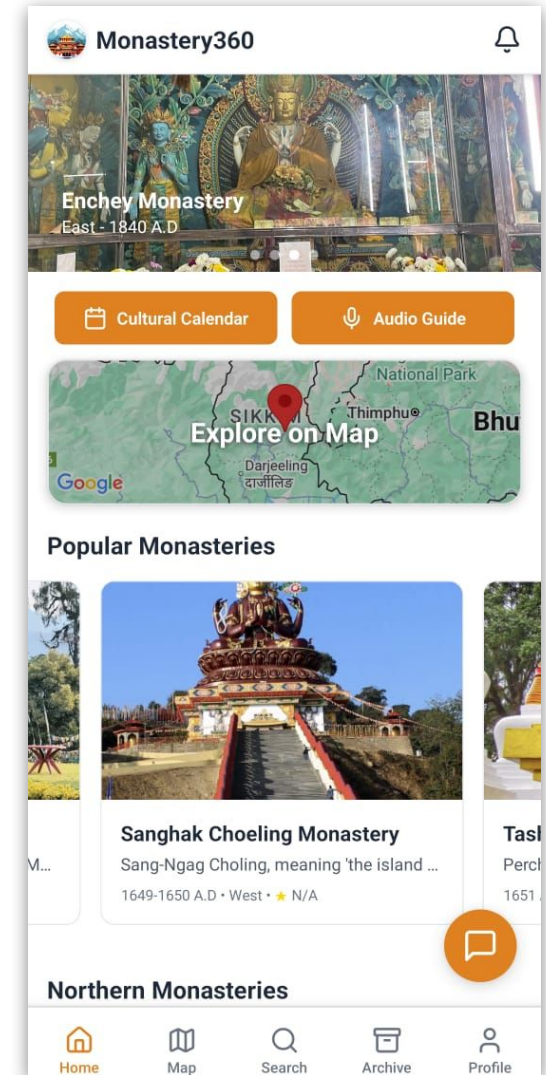 Monastery360
Enchey Monastery
East - 1840 A.D
Cultural Calendar
Audio Guide
National Park
SIKKIM
Thimphu
Bhu
Explore on Map
Darjeeling
दार्जीलिङ
Google
Popular Monasteries
Sanghak Choeling Monastery
Tash
Sang-Ngag Choling, meaning 'the island ...
M...
Perch
1649-1650 A.D • West • ★ N/A
1651
Northern Monasteries
Home
Map
Search
Archive
Profile